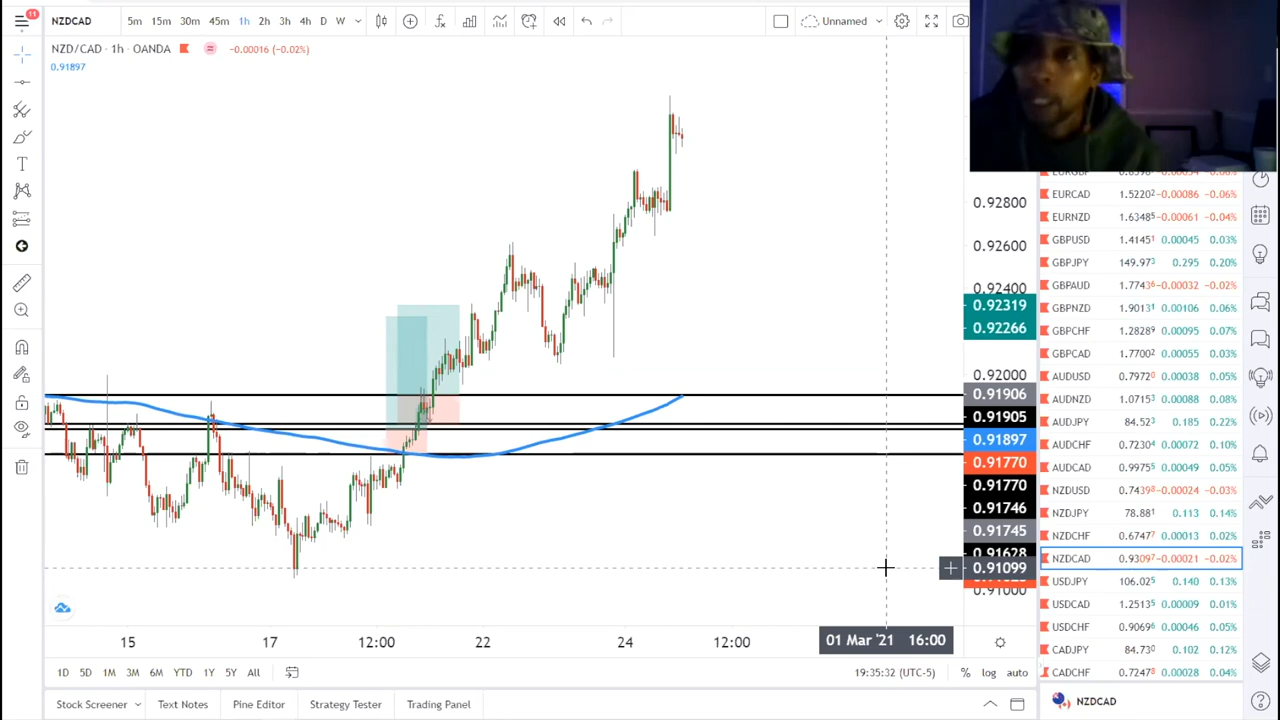 11
NZDCAD
5m 15m 30m 45m 1h 2h 3h 4h D W
Unnamed
NZD/CAD · 1h · OANDA
−0.00016 (−0.02%)
0.91897
0.92800
0.92600
0.92400
0.92319
0.92266
0.92000
0.91906
0.91905
0.91897
0.91770
0.91770
0.91746
0.91745
0.91628
0.91099
0.91000
EURCAD 1.52202 −0.00086 −0.06%
EURNZD 1.63485 −0.00061 −0.04%
GBPUSD 1.41451 0.00045 0.03%
GBPJPY 149.973 0.295 0.20%
GBPAUD 1.77436 −0.00032 −0.02%
GBPNZD 1.90131 0.00106 0.06%
GBPCHF 1.28289 0.00095 0.07%
GBPCAD 1.77002 0.00055 0.03%
AUDUSD 0.79720 0.00038 0.05%
AUDNZD 1.07153 0.00088 0.08%
AUDJPY 84.523 0.185 0.22%
AUDCHF 0.72304 0.00072 0.10%
AUDCAD 0.99755 0.00049 0.05%
NZDUSD 0.74398 −0.00024 −0.03%
NZDJPY 78.881 0.113 0.14%
NZDCHF 0.67477 0.00013 0.02%
NZDCAD 0.93097 −0.00021 −0.02%
USDJPY 106.025 0.140 0.13%
USDCAD 1.25135 0.00009 0.01%
USDCHF 0.90696 0.00046 0.05%
CADJPY 84.730 0.102 0.12%
CADCHF 0.72478 0.00028 0.04%
15 17 12:00 22 24 12:00 01 Mar '21 16:00
1D 5D 1M 3M 6M YTD 1Y 5Y All
19:35:32 (UTC-5) % log auto
Stock Screener Text Notes Pine Editor Strategy Tester Trading Panel
NZDCAD